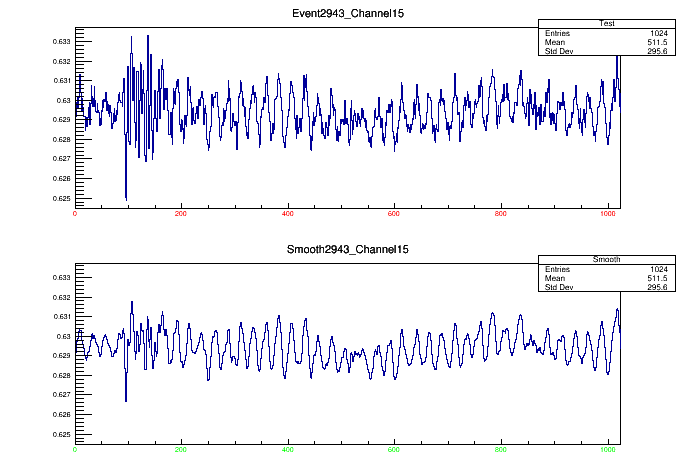 Event2943_Channel15
Test
Entries 1024
Mean 511.5
Std Dev 295.6
0.633
0.632
0.631
0.63
0.629
0.628
0.627
0.626
0.625
0 200 400 600 800 1000
Smooth2943_Channel15
Smooth
Entries 1024
Mean 511.5
Std Dev 295.6
0.633
0.632
0.631
0.63
0.629
0.628
0.627
0.626
0.625
0 200 400 600 800 1000